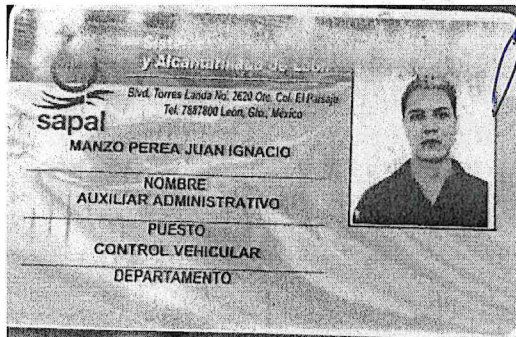 y Alcantarillado de León
Blvd. Torres Landa No. 2620 Ote. Col. El Paisaje
Tel. 7887800 León, Gto., México
sapal
MANZO PEREA JUAN IGNACIO
NOMBRE
AUXILIAR ADMINISTRATIVO
PUESTO
CONTROL VEHICULAR
DEPARTAMENTO